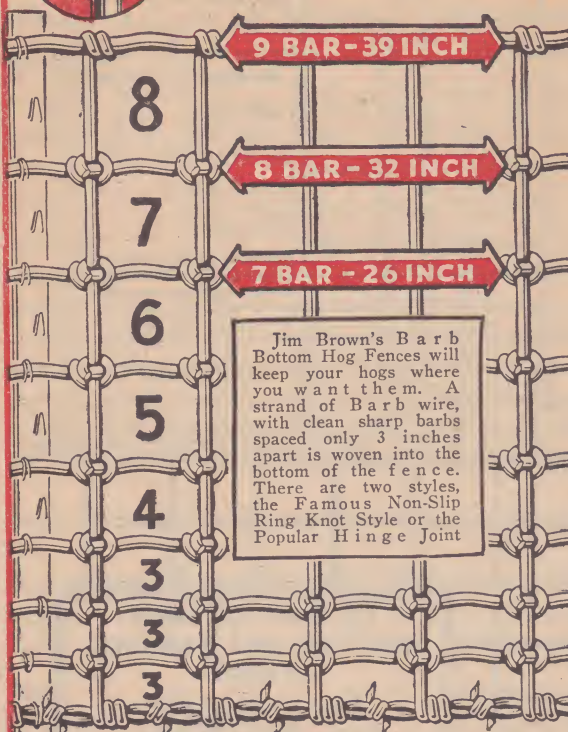 9 BAR-39 INCH
8
8 BAR - 32 INCH
7
7 BAR - 26 INCH
6
Jim Brown's Barb
Bottom Hog Fences will
keep your hogs where
you want them. A
strand of Barb wire,
with clean sharp barbs
spaced only 3 inches
apart is woven into the
bottom of the fence.
There are two styles,
the Famous Non-Slip
Ring Knot Style or the
Popular Hinge Joint
5
4
3
3
3